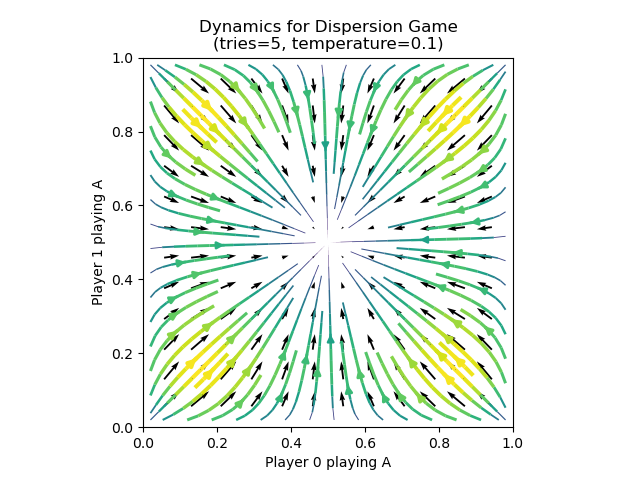 Dynamics for Dispersion Game
(tries=5, temperature=0.1)
1.0
0.8
0.6
0.4
0.2
0.0
Player 1 playing A
0.0 0.2 0.4 0.6 0.8 1.0
Player 0 playing A